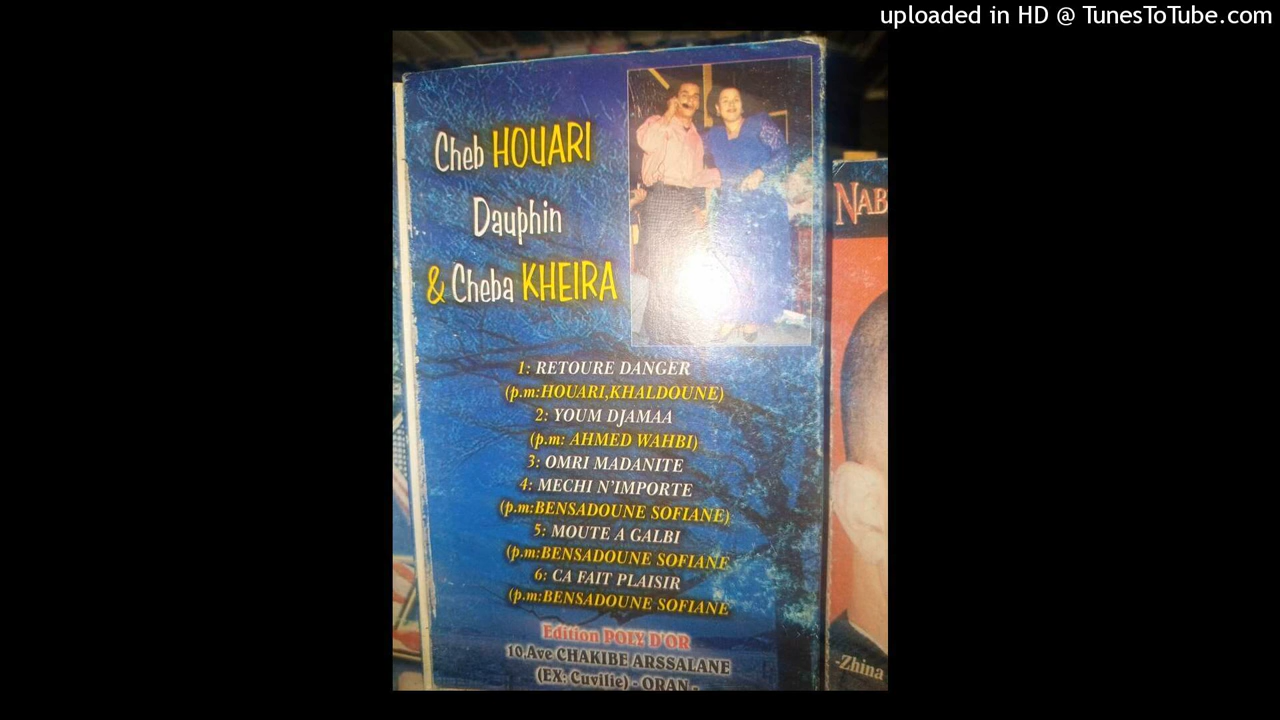 uploaded in HD @ TunesToTube.com
Cheb HOUARI
Dauphin
& Cheba KHEIRA
1: RETOURE DANGER
(p.m:HOUARI,KHALDOUNE)
2: YOUM DJAMAA
(p.m: AHMED WAHBI)
3: OMRI MADANITE
4: MECHI N'IMPORTE
(p.m:BENSADOUNE SOFIANE)
5: MOUTE A GALBI
(p.m:BENSADOUNE SOFIANE
6: CA FAIT PLAISIR
(p.m:BENSADOUNE SOFIANE
Edition POLY D'OR
10,Ave CHAKIBE ARSSALANE
(EX: Cuvilie) - ORAN -
NAB
-Zhina